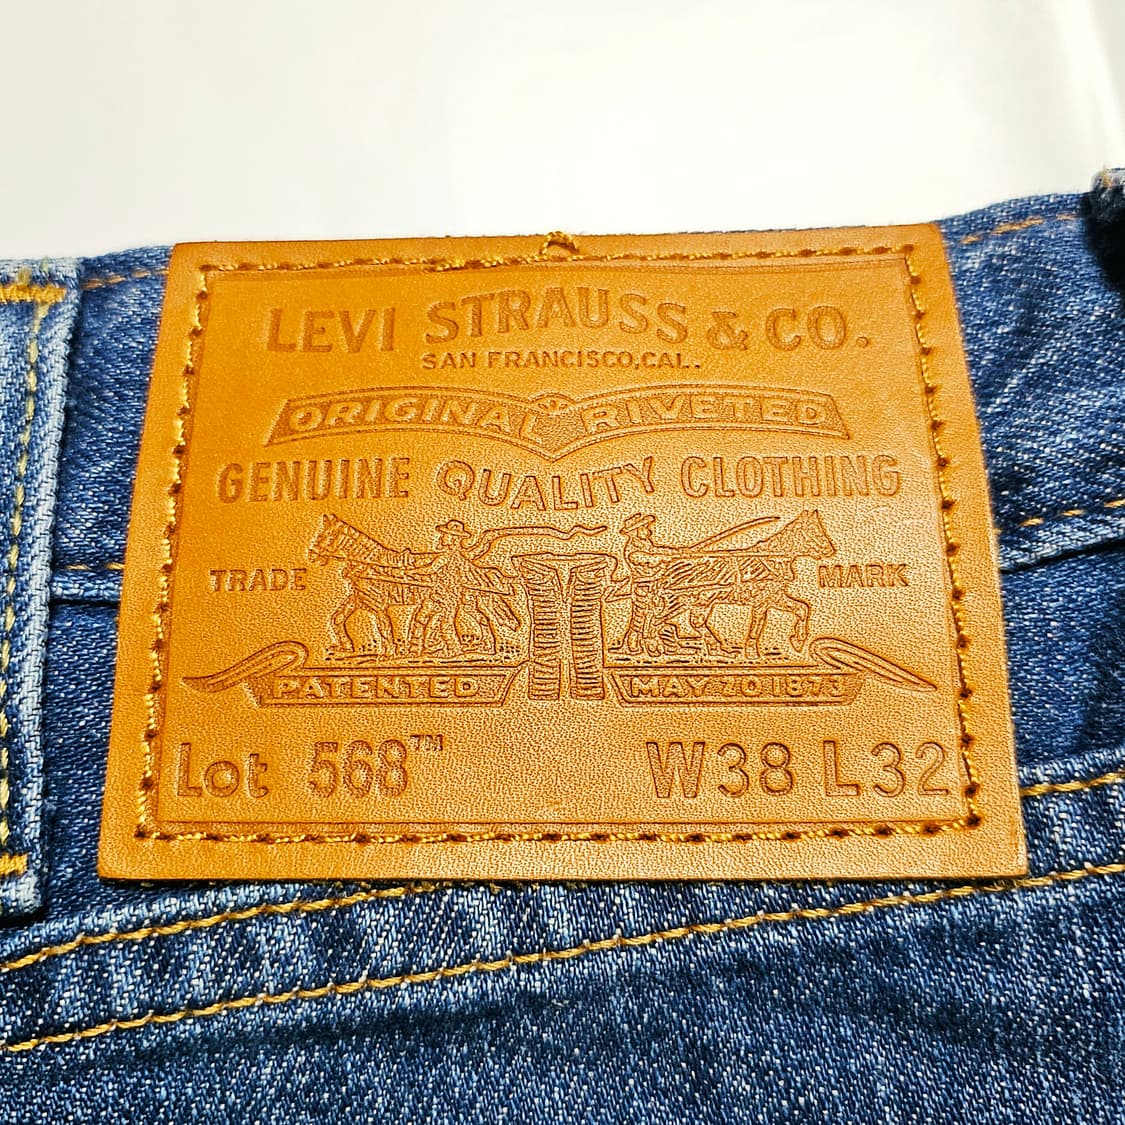 LEVI STRAUSS & CO.
SAN FRANCISCO, CAL.
ORIGINAL RIVETED
GENUINE QUALITY CLOTHING
TRADE MARK
PATENTED MAY 20 1873
Lot 568™ W38 L32